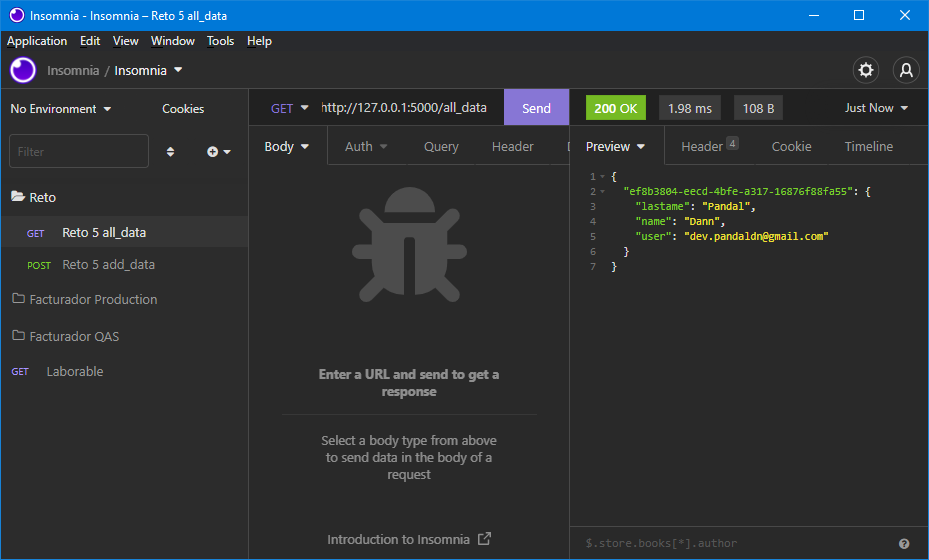 Insomnia - Insomnia – Reto 5 all_data
Application Edit View Window Tools Help
Insomnia / Insomnia
No Environment Cookies
GET http://127.0.0.1:5000/all_data Send
200 OK 1.98 ms 108 B Just Now
Filter
Body Auth Query Header
Preview Header 4 Cookie Timeline
Reto
GET Reto 5 all_data
POST Reto 5 add_data
Facturador Production
Facturador QAS
GET Laborable
Enter a URL and send to get a
response
Select a body type from above
to send data in the body of a
request
Introduction to Insomnia
1 {
2 "ef8b3804-eecd-4bfe-a317-16876f88fa55": {
3 "lastame": "Pandal",
4 "name": "Dann",
5 "user": "dev.pandaldn@gmail.com"
6 }
7 }
$.store.books[*].author